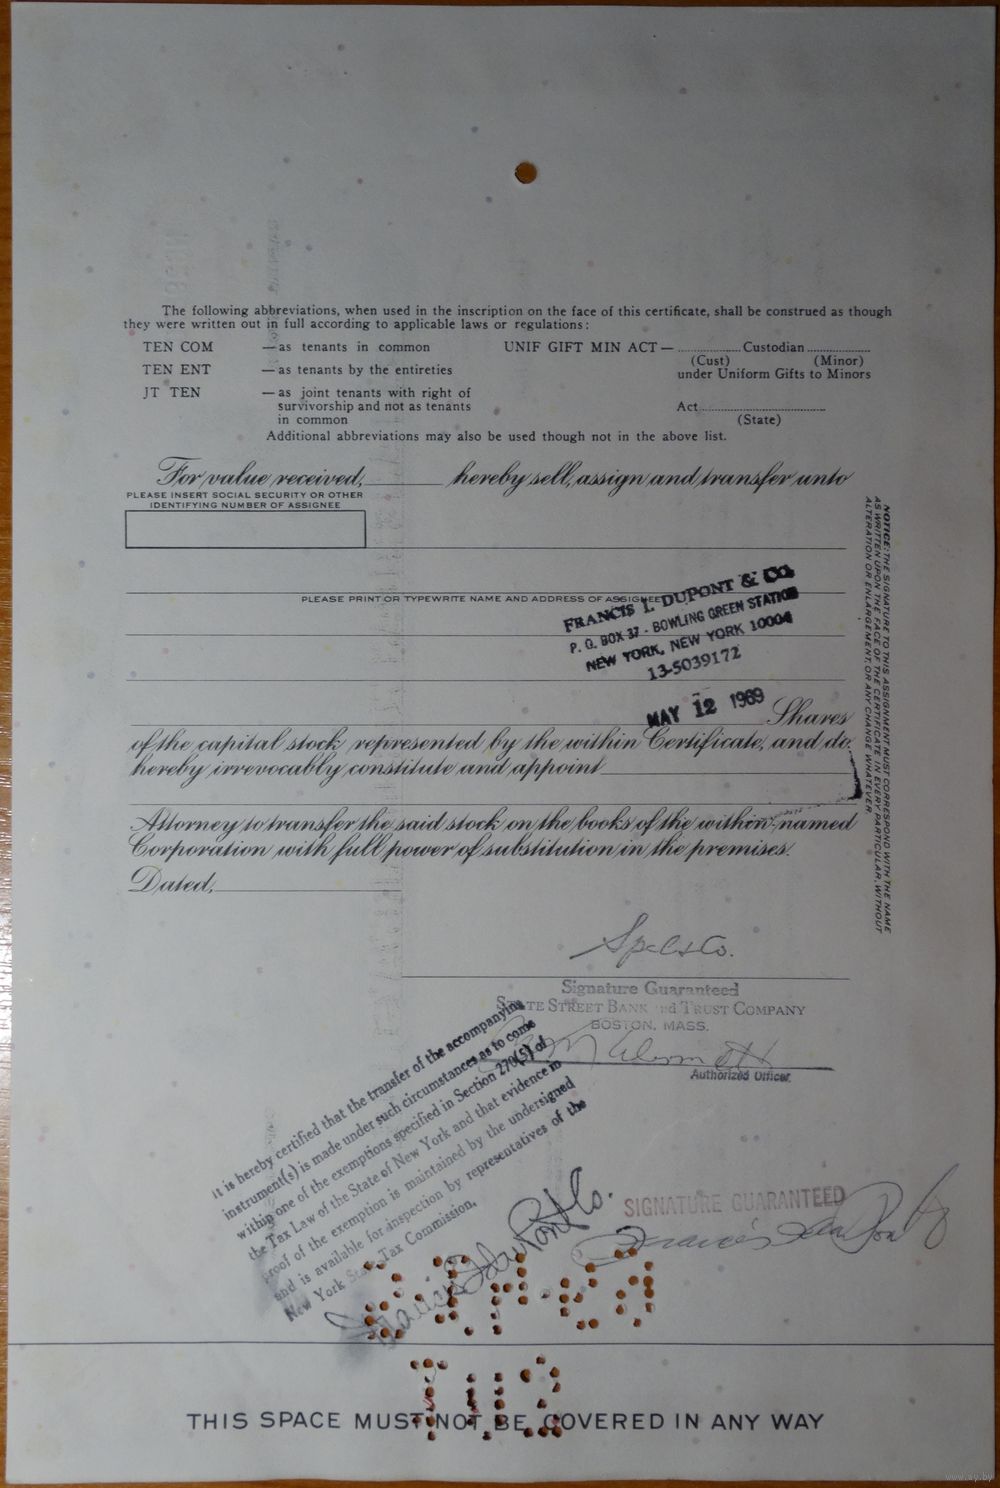 The following abbreviations, when used in the inscription on the face of this certificate, shall be construed as though
they were written out in full according to applicable laws or regulations:
TEN COM —as tenants in common UNIF GIFT MIN ACT— .................. Custodian ..................
(Cust) (Minor)
TEN ENT —as tenants by the entireties under Uniform Gifts to Minors
JT TEN —as joint tenants with right of
survivorship and not as tenants Act..................................
in common (State)
Additional abbreviations may also be used though not in the above list.
For value received, hereby sell, assign and transfer unto
PLEASE INSERT SOCIAL SECURITY OR OTHER
IDENTIFYING NUMBER OF ASSIGNEE
PLEASE PRINT OR TYPEWRITE NAME AND ADDRESS OF ASSIGNEE
FRANCIS I. DUPONT & CO.
P. O. BOX 37 - BOWLING GREEN STATION
NEW YORK, NEW YORK 10004
13-5039172
MAY 12 1969
Shares
of the capital stock represented by the within Certificate, and do
hereby irrevocably constitute and appoint
Attorney to transfer the said stock on the books of the within-named
Corporation with full power of substitution in the premises.
Dated,
NOTICE: THE SIGNATURE TO THIS ASSIGNMENT MUST CORRESPOND WITH THE NAME
AS WRITTEN UPON THE FACE OF THE CERTIFICATE IN EVERY PARTICULAR, WITHOUT
ALTERATION OR ENLARGEMENT, OR ANY CHANGE WHATEVER.
Signature Guaranteed
STATE STREET BANK and TRUST COMPANY
BOSTON, MASS.
Authorized Officer
It is hereby certified that the transfer of the accompanying
instrument(s) is made under such circumstances as to come
within one of the exemptions specified in Section 270(5) of
the Tax Law of the State of New York and that evidence in
proof of the exemption is maintained by the undersigned
and is available for inspection by representatives of the
New York State Tax Commission.
Francis I duPont & Co.
SIGNATURE GUARANTEED
Francis I duPont
THIS SPACE MUST NOT BE COVERED IN ANY WAY
www.ay.by